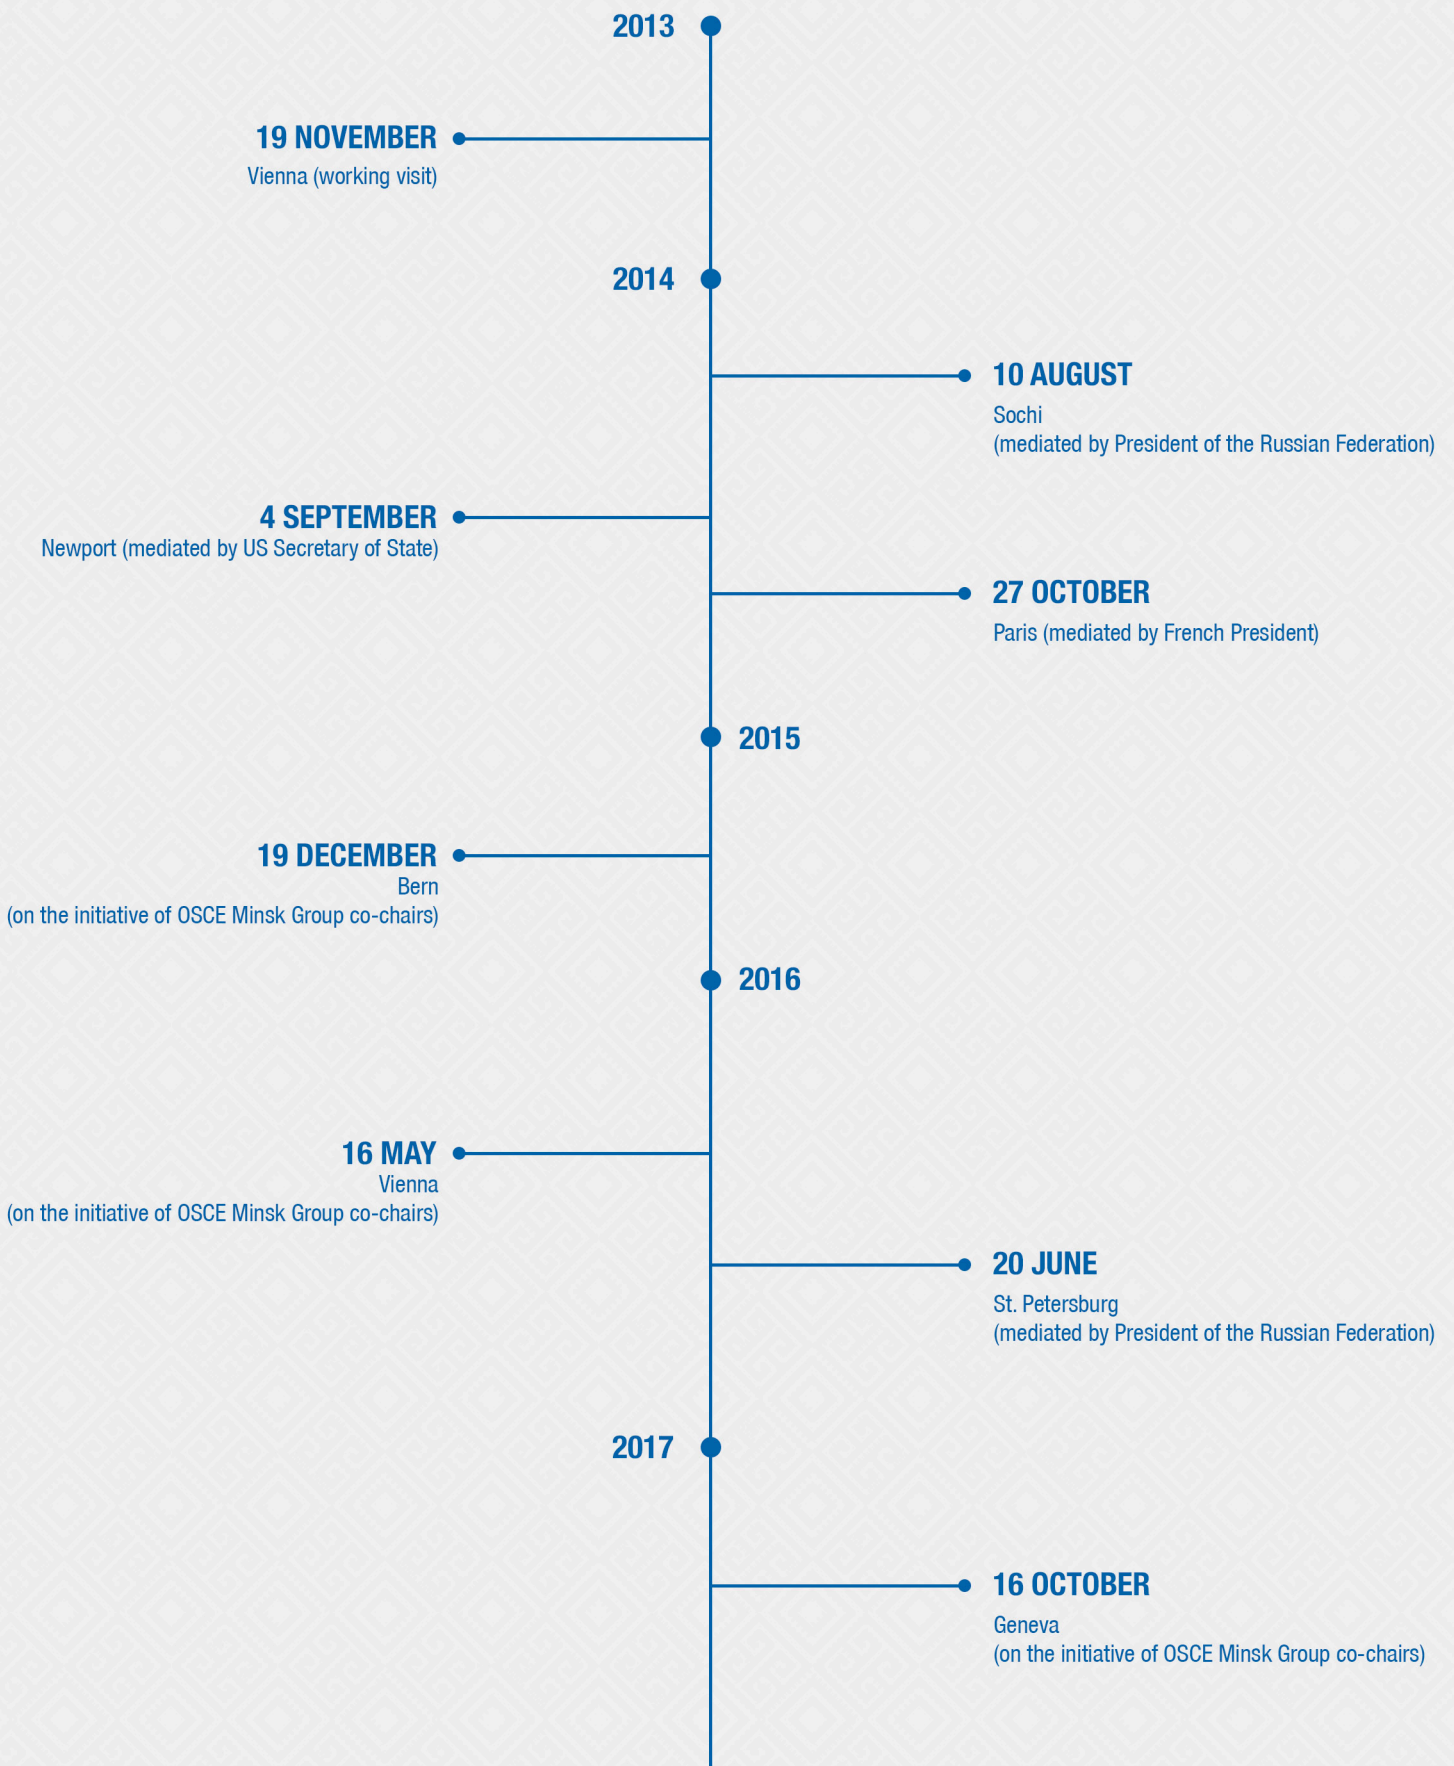 2013
19 NOVEMBER
Vienna (working visit)
2014
10 AUGUST
Sochi
(mediated by President of the Russian Federation)
4 SEPTEMBER
Newport (mediated by US Secretary of State)
27 OCTOBER
Paris (mediated by French President)
2015
19 DECEMBER
Bern
(on the initiative of OSCE Minsk Group co-chairs)
2016
16 MAY
Vienna
(on the initiative of OSCE Minsk Group co-chairs)
20 JUNE
St. Petersburg
(mediated by President of the Russian Federation)
2017
16 OCTOBER
Geneva
(on the initiative of OSCE Minsk Group co-chairs)